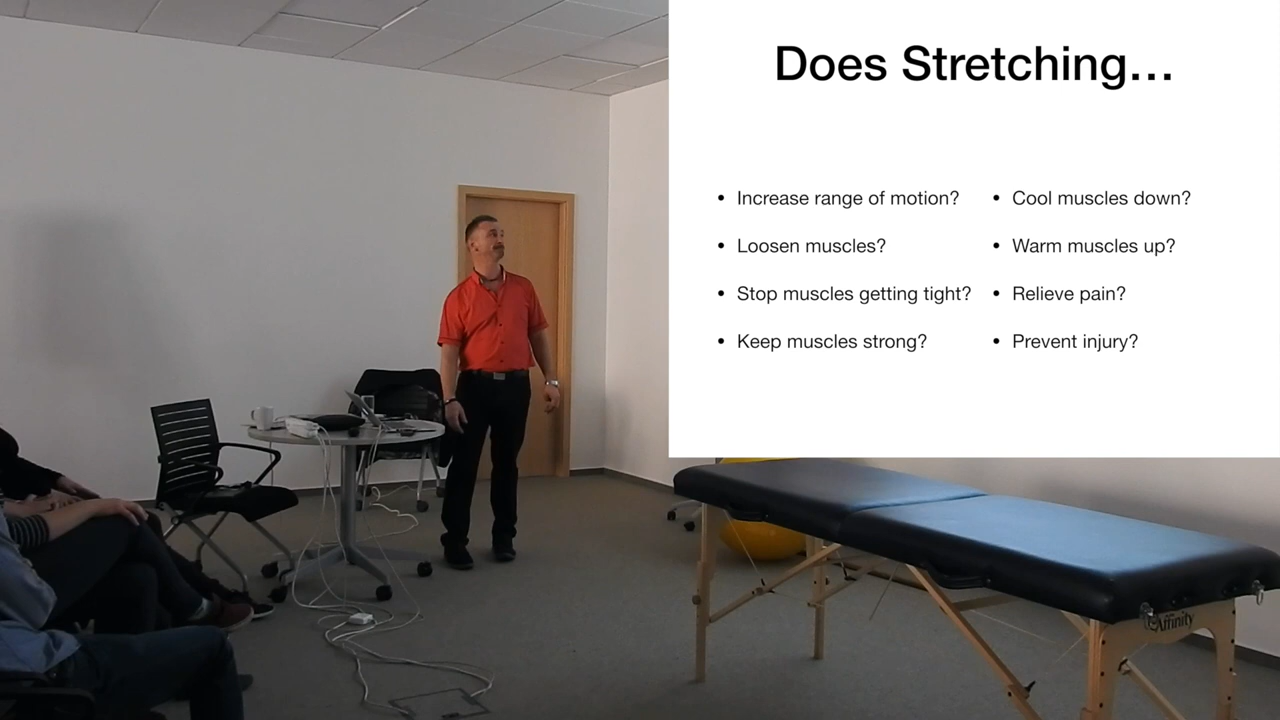 Does Stretching…
• Increase range of motion?
• Loosen muscles?
• Stop muscles getting tight?
• Keep muscles strong?
• Cool muscles down?
• Warm muscles up?
• Relieve pain?
• Prevent injury?
Affinity